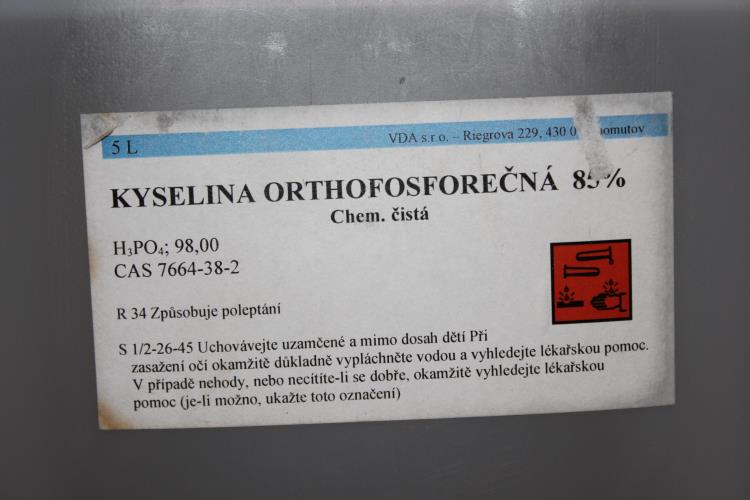 5 L
VDA s.r.o. – Riegrova 229, 430 0
KYSELINA ORTHOFOSFOREČNÁ 85%
Chem. čistá
H₃PO₄; 98,00
CAS 7664-38-2
R 34 Způsobuje poleptání
S 1/2-26-45 Uchovávejte uzamčené a mimo dosah dětí Při
zasažení očí okamžitě důkladně vypláchněte vodou a vyhledejte lékařskou pomoc.
V případě nehody, nebo necítíte-li se dobře, okamžitě vyhledejte lékařskou
pomoc (je-li možno, ukažte toto označení)